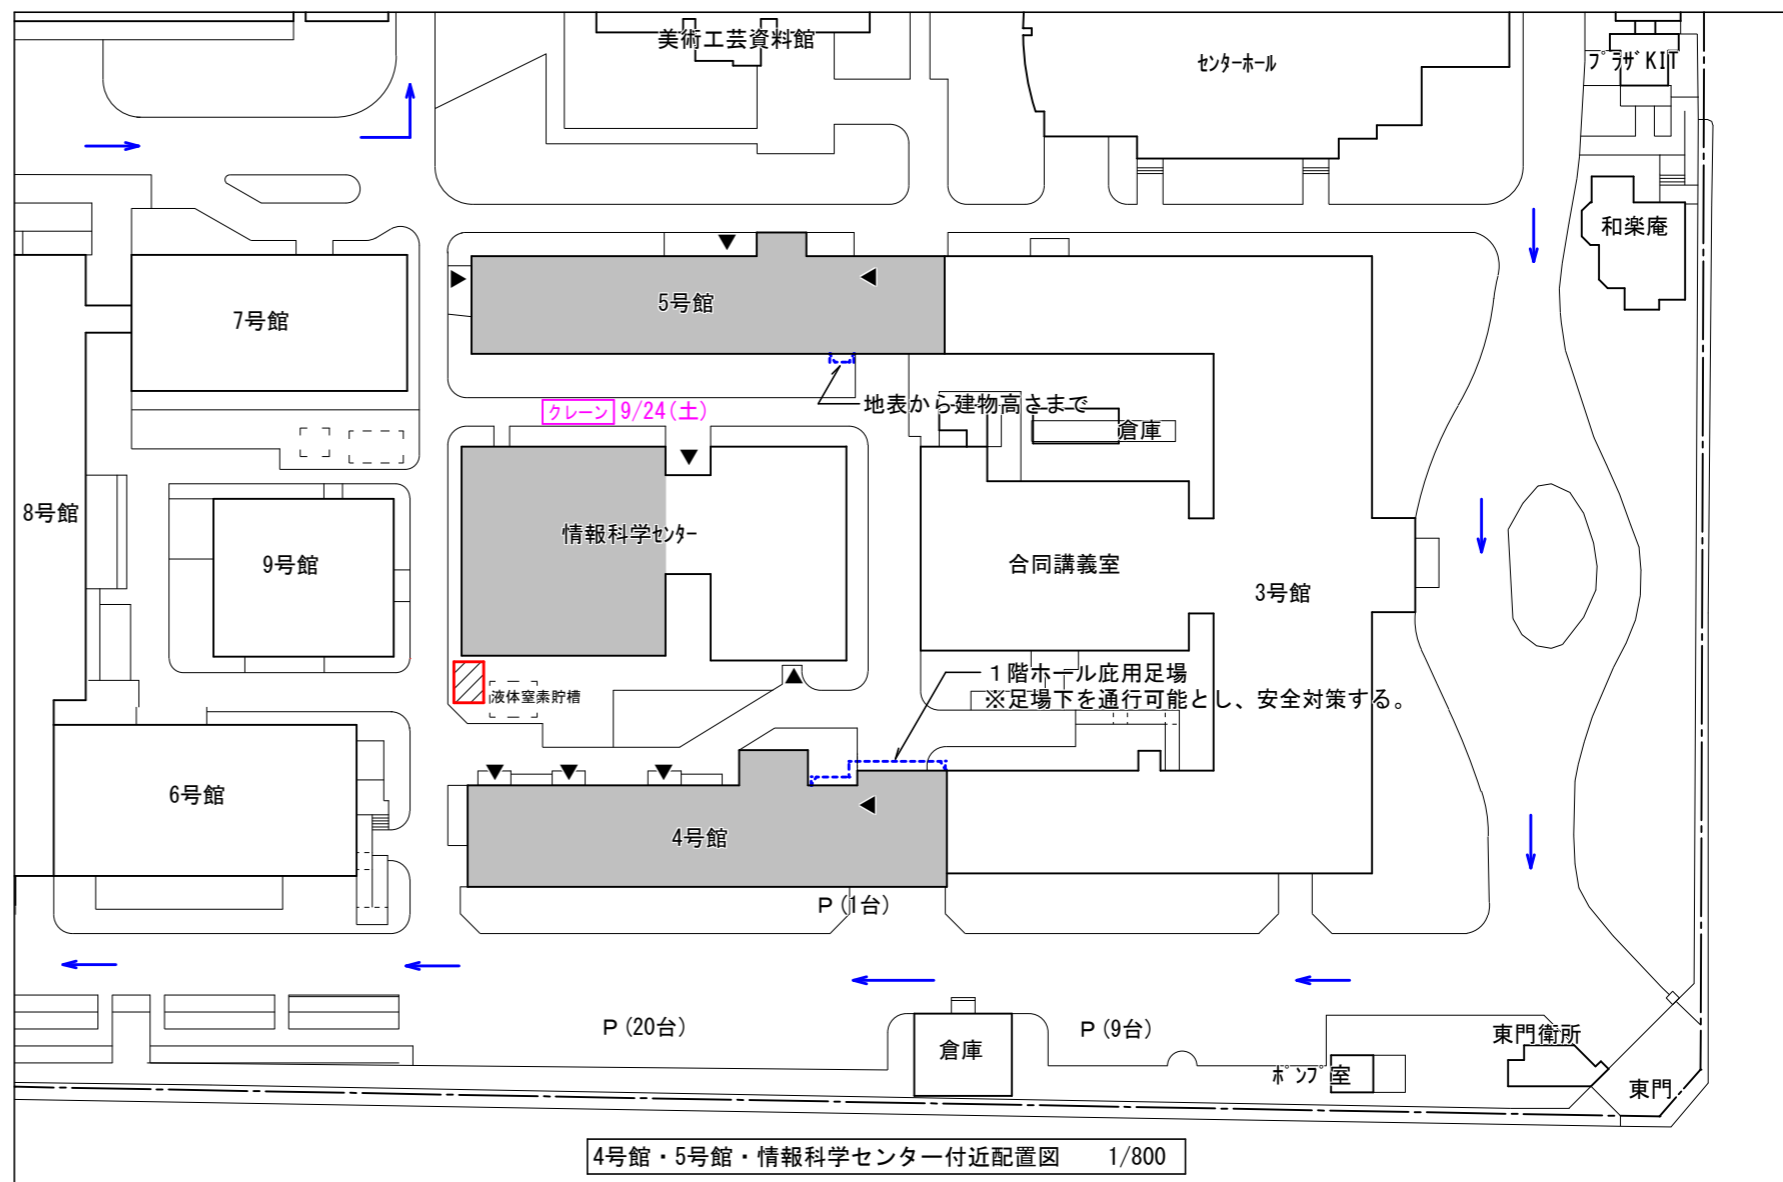 美術工芸資料館
センターホール
プラザKIT
和楽庵
5号館
7号館
地表から建物高さまで
クレーン 9/24(土)
倉庫
8号館
情報科学センター
9号館
合同講義室
3号館
1階ホール庇用足場
※足場下を通行可能とし、安全対策する。
液体窒素貯槽
6号館
4号館
P(1台)
P(20台)
P(9台)
倉庫
東門衛所
ポンプ室
東門
4号館・5号館・情報科学センター付近配置図 1/800